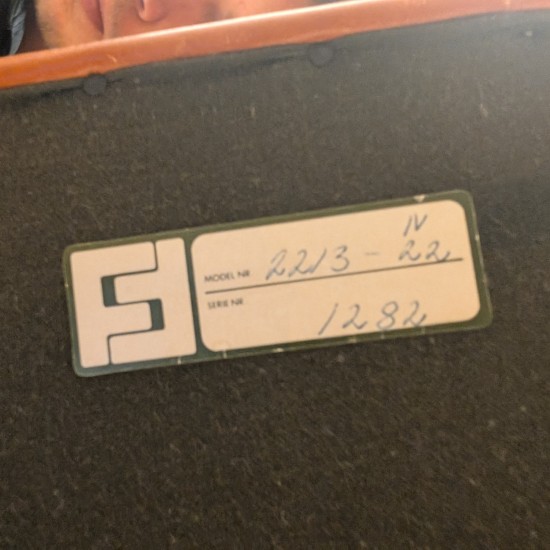 IV
MODEL NR 2213 - 22
SERIE NR 1282